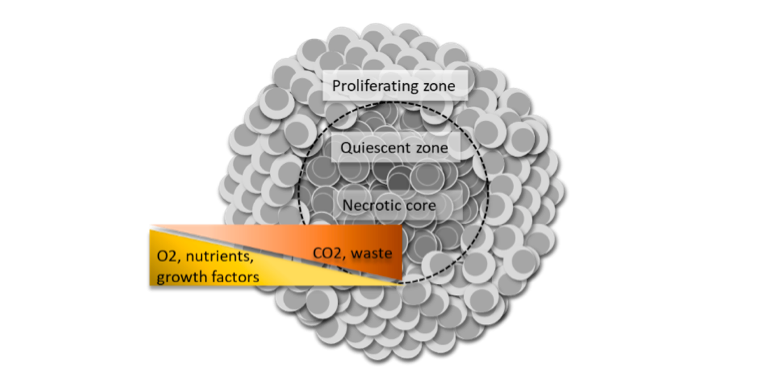 Proliferating zone
Quiescent zone
Necrotic core
CO2, waste
O2, nutrients,
growth factors